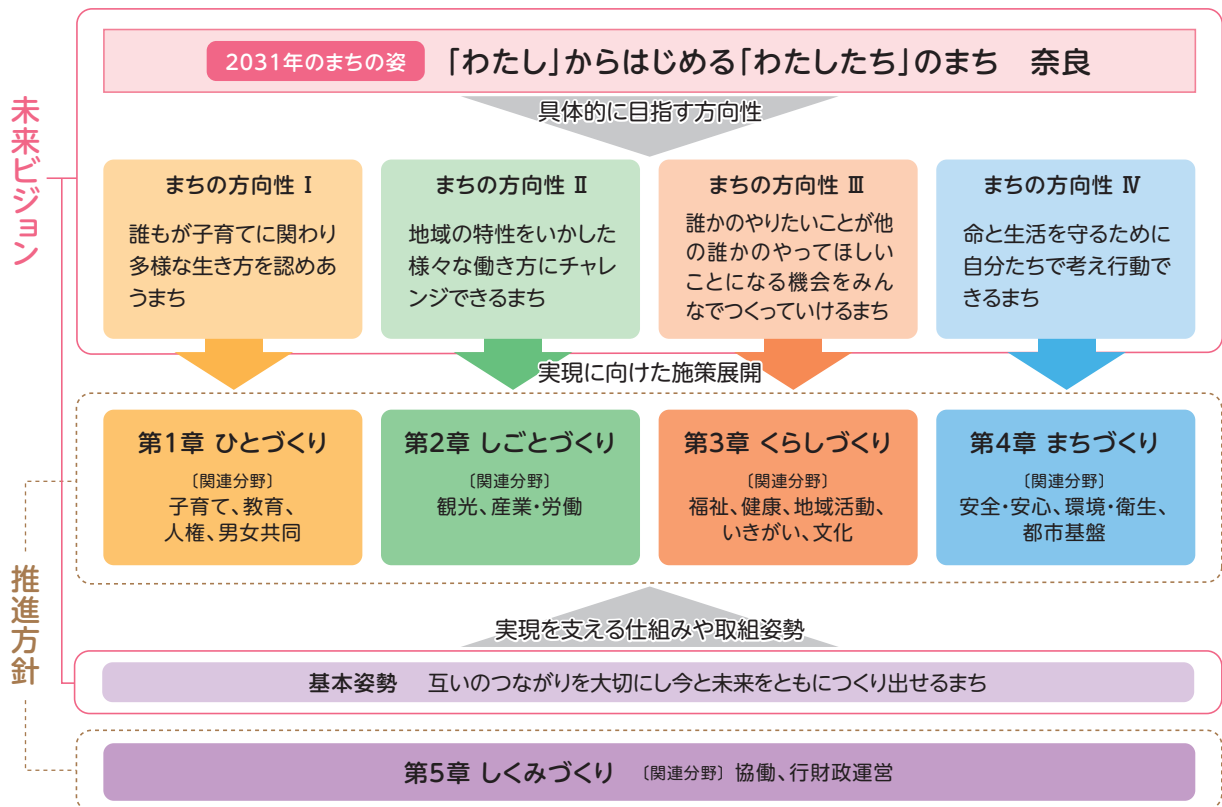 2031年のまちの姿 「わたし」からはじめる「わたしたち」のまち 奈良
具体的に目指す方向性
未来ビジョン
まちの方向性 Ⅰ
誰もが子育てに関わり
多様な生き方を認めあ
うまち
まちの方向性 Ⅱ
地域の特性をいかした
様々な働き方にチャレ
ンジできるまち
まちの方向性 Ⅲ
誰かのやりたいことが他
の誰かのやってほしい
ことになる機会をみん
なでつくっていけるまち
まちの方向性 Ⅳ
命と生活を守るために
自分たちで考え行動で
きるまち
実現に向けた施策展開
推進方針
第1章 ひとづくり
〔関連分野〕
子育て、教育、
人権、男女共同
第2章 しごとづくり
〔関連分野〕
観光、産業・労働
第3章 くらしづくり
〔関連分野〕
福祉、健康、地域活動、
いきがい、文化
第4章 まちづくり
〔関連分野〕
安全・安心、環境・衛生、
都市基盤
実現を支える仕組みや取組姿勢
基本姿勢 互いのつながりを大切にし今と未来をともにつくり出せるまち
第5章 しくみづくり 〔関連分野〕 協働、行財政運営